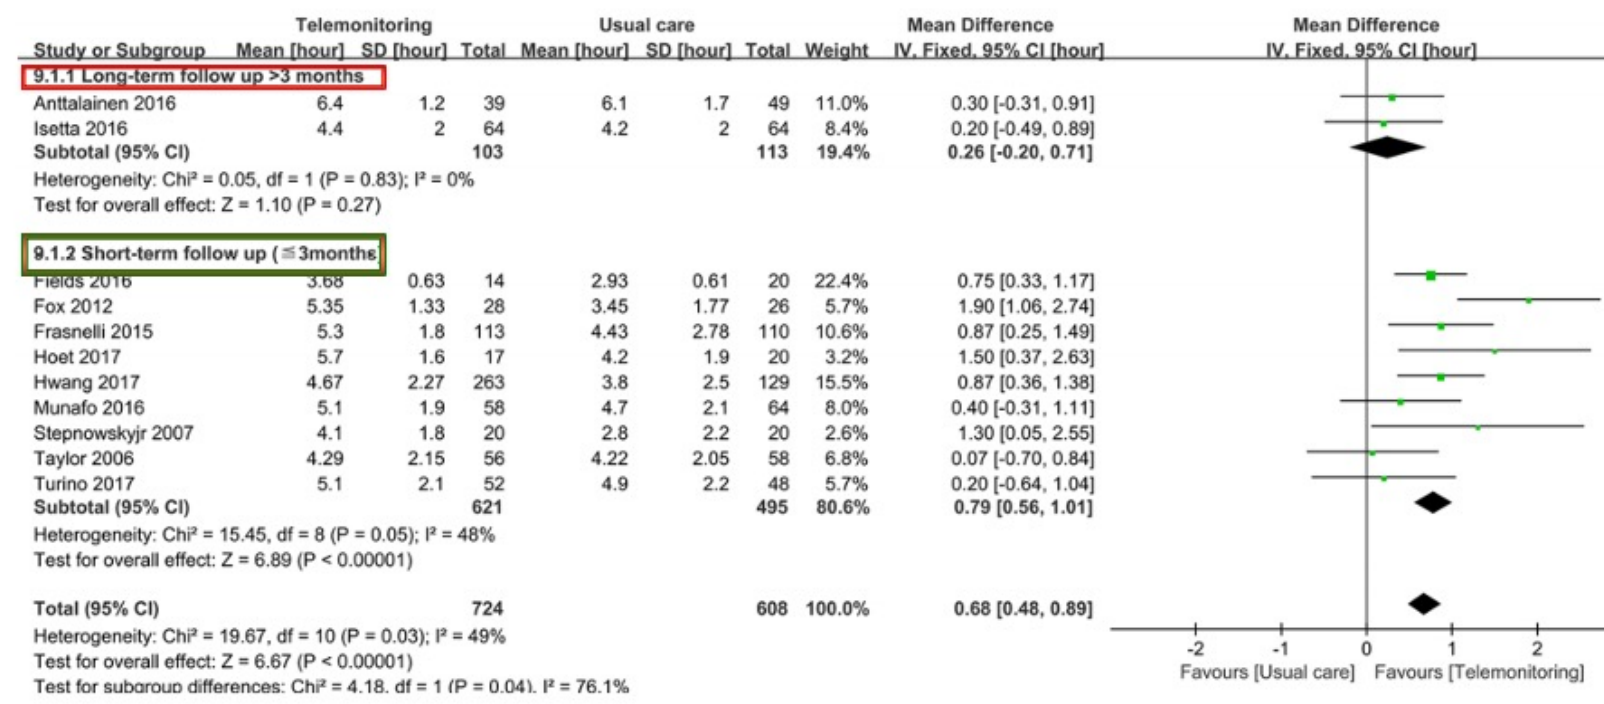 Telemonitoring Usual care Mean Difference Mean Difference
Study or Subgroup Mean [hour] SD [hour] Total Mean [hour] SD [hour] Total Weight IV, Fixed, 95% CI [hour] IV, Fixed, 95% CI [hour]
9.1.1 Long-term follow up >3 months
Anttalainen 2016 6.4 1.2 39 6.1 1.7 49 11.0% 0.30 [-0.31, 0.91]
Isetta 2016 4.4 2 64 4.2 2 64 8.4% 0.20 [-0.49, 0.89]
Subtotal (95% CI) 103 113 19.4% 0.26 [-0.20, 0.71]
Heterogeneity: Chi² = 0.05, df = 1 (P = 0.83); I² = 0%
Test for overall effect: Z = 1.10 (P = 0.27)
9.1.2 Short-term follow up (≦3months
Fields 2016 3.68 0.63 14 2.93 0.61 20 22.4% 0.75 [0.33, 1.17]
Fox 2012 5.35 1.33 28 3.45 1.77 26 5.7% 1.90 [1.06, 2.74]
Frasnelli 2015 5.3 1.8 113 4.43 2.78 110 10.6% 0.87 [0.25, 1.49]
Hoet 2017 5.7 1.6 17 4.2 1.9 20 3.2% 1.50 [0.37, 2.63]
Hwang 2017 4.67 2.27 263 3.8 2.5 129 15.5% 0.87 [0.36, 1.38]
Munafo 2016 5.1 1.9 58 4.7 2.1 64 8.0% 0.40 [-0.31, 1.11]
Stepnowskyjr 2007 4.1 1.8 20 2.8 2.2 20 2.6% 1.30 [0.05, 2.55]
Taylor 2006 4.29 2.15 56 4.22 2.05 58 6.8% 0.07 [-0.70, 0.84]
Turino 2017 5.1 2.1 52 4.9 2.2 48 5.7% 0.20 [-0.64, 1.04]
Subtotal (95% CI) 621 495 80.6% 0.79 [0.56, 1.01]
Heterogeneity: Chi² = 15.45, df = 8 (P = 0.05); I² = 48%
Test for overall effect: Z = 6.89 (P < 0.00001)
Total (95% CI) 724 608 100.0% 0.68 [0.48, 0.89]
Heterogeneity: Chi² = 19.67, df = 10 (P = 0.03); I² = 49%
Test for overall effect: Z = 6.67 (P < 0.00001)
Test for subgroup differences: Chi² = 4.18, df = 1 (P = 0.04), I² = 76.1%
-2 -1 0 1 2
Favours [Usual care] Favours [Telemonitoring]